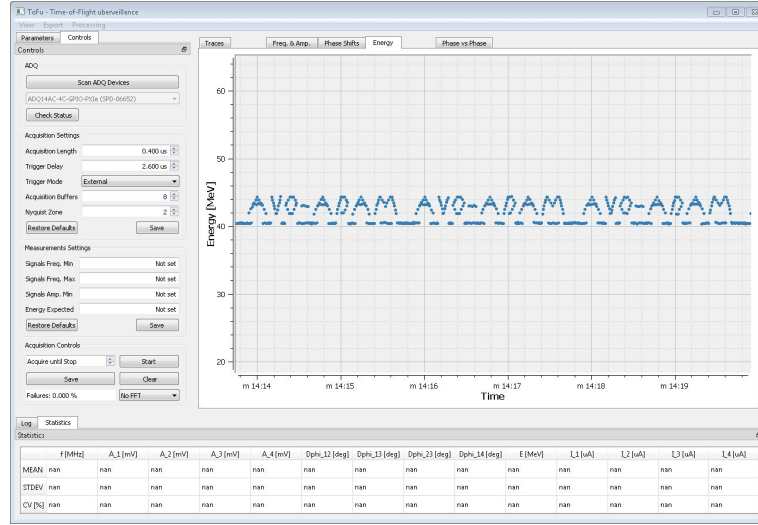 ToFu - Time-of-Flight uberveillance
View Export Processing
Parameters Controls
Controls
ADQ
Scan ADQ Devices
ADQ14AC-4C-GPIO-PXIe (SPD-06652)
Check Status
Acquisition Settings
Acquisition Length 0.400 us
Trigger Delay 2.600 us
Trigger Mode External
Acquisition Buffers 8
Nyquist Zone 2
Restore Defaults Save
Measurements Settings
Signals Freq. Min Not set
Signals Freq. Max Not set
Signals Amp. Min Not set
Energy Expected Not set
Restore Defaults Save
Acquisition Controls
Acquire until Stop Start
Save Clear
Failures: 0.000 % No FFT
Traces Freq. & Amp. Phase Shifts Energy Phase vs Phase
Energy [MeV]
60
50
40
30
20
m 14:14 m 14:15 m 14:16 m 14:17 m 14:18 m 14:19
Time
Log Statistics
Statistics
f [MHz] A_1 [mV] A_2 [mV] A_3 [mV] A_4 [mV] Dphi_12 [deg] Dphi_13 [deg] Dphi_23 [deg] Dphi_14 [deg] E [MeV] I_1 [uA] I_2 [uA] I_3 [uA] I_4 [uA]
MEAN nan nan nan nan nan nan nan nan nan nan nan nan nan nan
STDEV nan nan nan nan nan nan nan nan nan nan nan nan nan nan
CV [%] nan nan nan nan nan nan nan nan nan nan nan nan nan nan